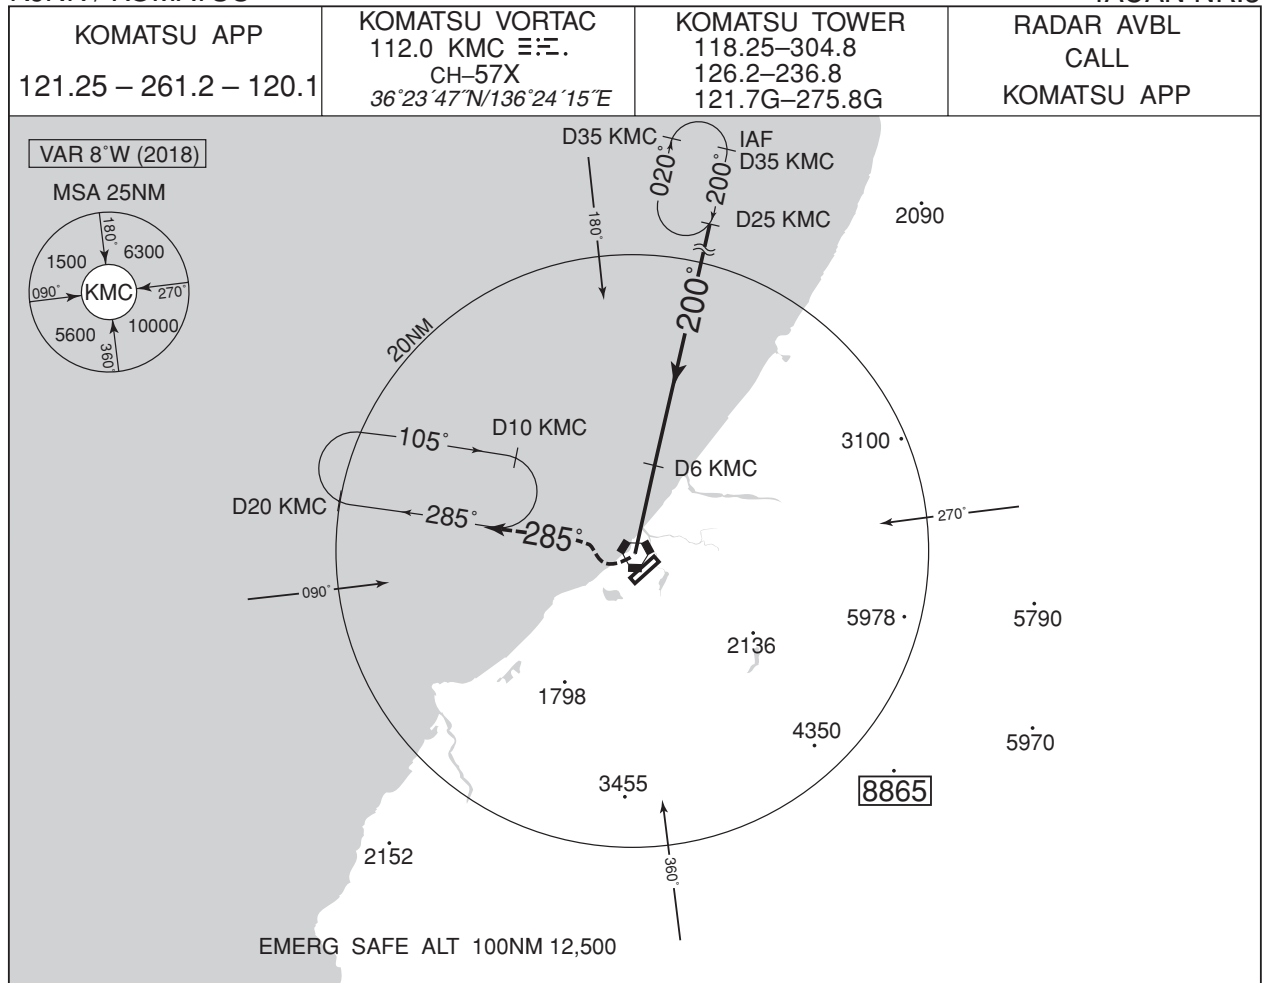 KOMATSU APP
121.25 – 261.2 – 120.1
KOMATSU VORTAC
112.0 KMC
CH–57X
36°23´47˝N/136°24´15˝E
KOMATSU TOWER
118.25–304.8
126.2–236.8
121.7G–275.8G
RADAR AVBL
CALL
KOMATSU APP
VAR 8°W (2018)
MSA 25NM
180°
1500
6300
090°
KMC
270°
5600
10000
360°
D35 KMC
IAF
D35 KMC
020°
200°
D25 KMC
2090
180°
200°
20NM
105°
D10 KMC
3100
D6 KMC
D20 KMC
285°
285°
270°
090°
5978
5790
2136
1798
4350
5970
3455
8865
2152
360°
EMERG SAFE ALT 100NM 12,500